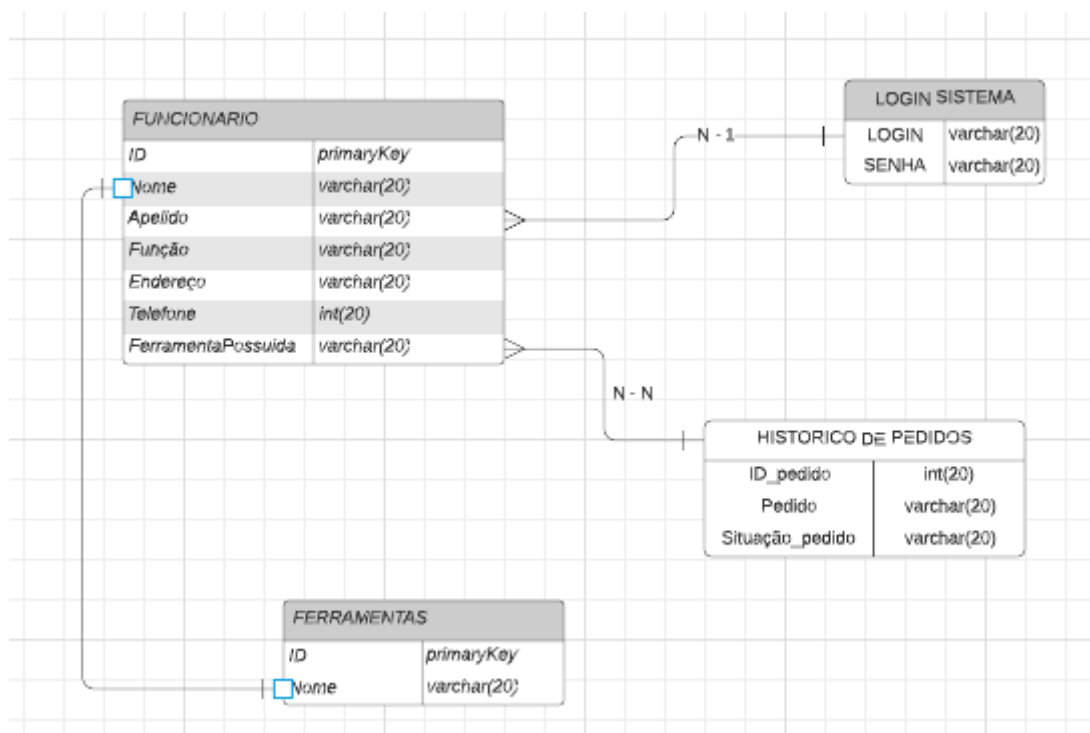 FUNCIONARIO
ID primaryKey
Nome varchar(20)
Apelido varchar(20)
Função varchar(20)
Endereço varchar(20)
Telefone int(20)
FerramentaPossuida varchar(20)
N - 1
LOGIN SISTEMA
LOGIN varchar(20)
SENHA varchar(20)
N - N
HISTORICO DE PEDIDOS
ID_pedido int(20)
Pedido varchar(20)
Situação_pedido varchar(20)
FERRAMENTAS
ID primaryKey
Nome varchar(20)